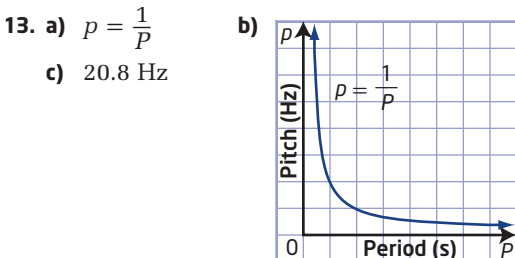 13. a) p = 1/P
c) 20.8 Hz
b)
p
Pitch (Hz)
p = 1/P
0
Period (s)
P